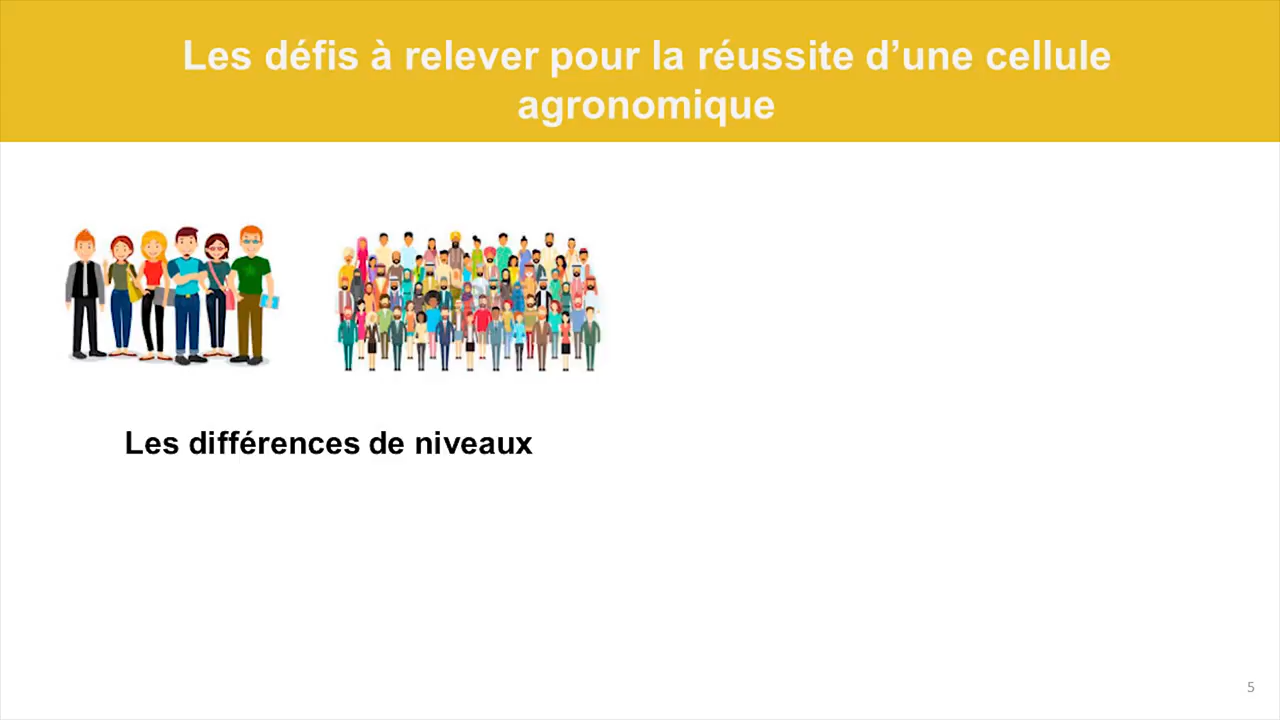 Les défis à relever pour la réussite d’une cellule
agronomique
Les différences de niveaux
5